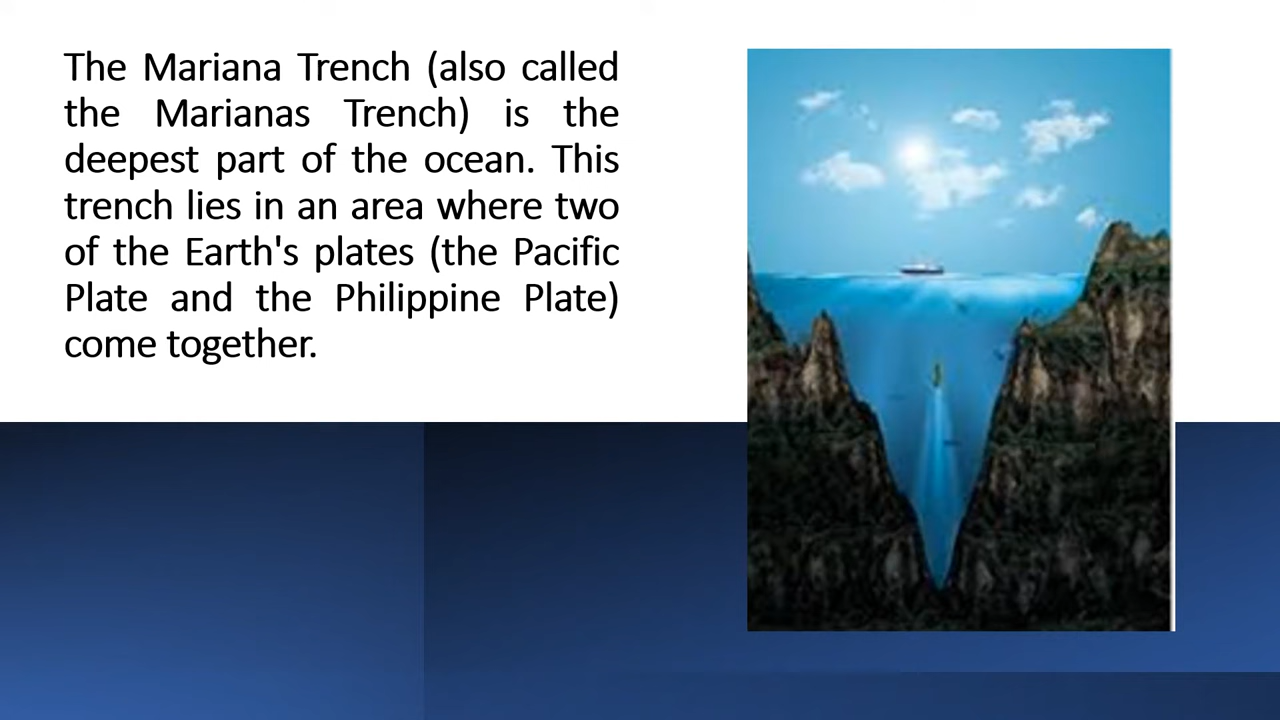 The Mariana Trench (also called
the Marianas Trench) is the
deepest part of the ocean. This
trench lies in an area where two
of the Earth's plates (the Pacific
Plate and the Philippine Plate)
come together.